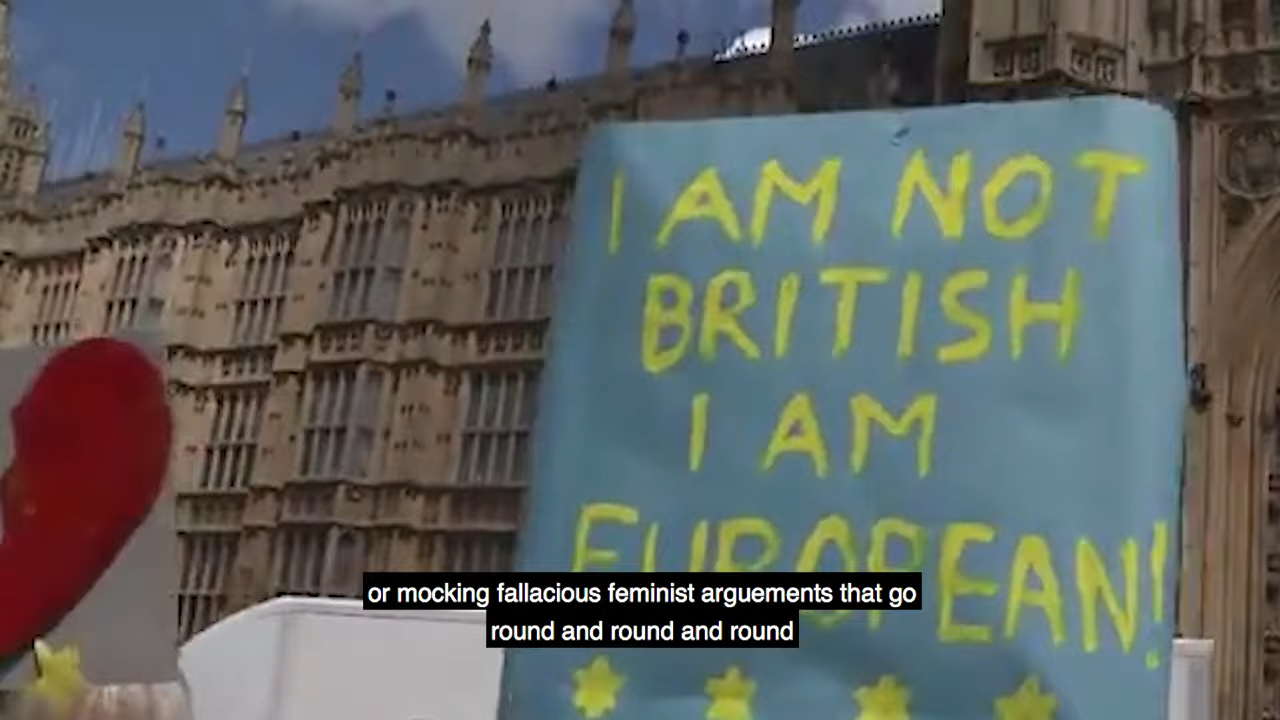 I AM NOT
BRITISH
I AM
EUROPEAN!
or mocking fallacious feminist arguements that go
round and round and round